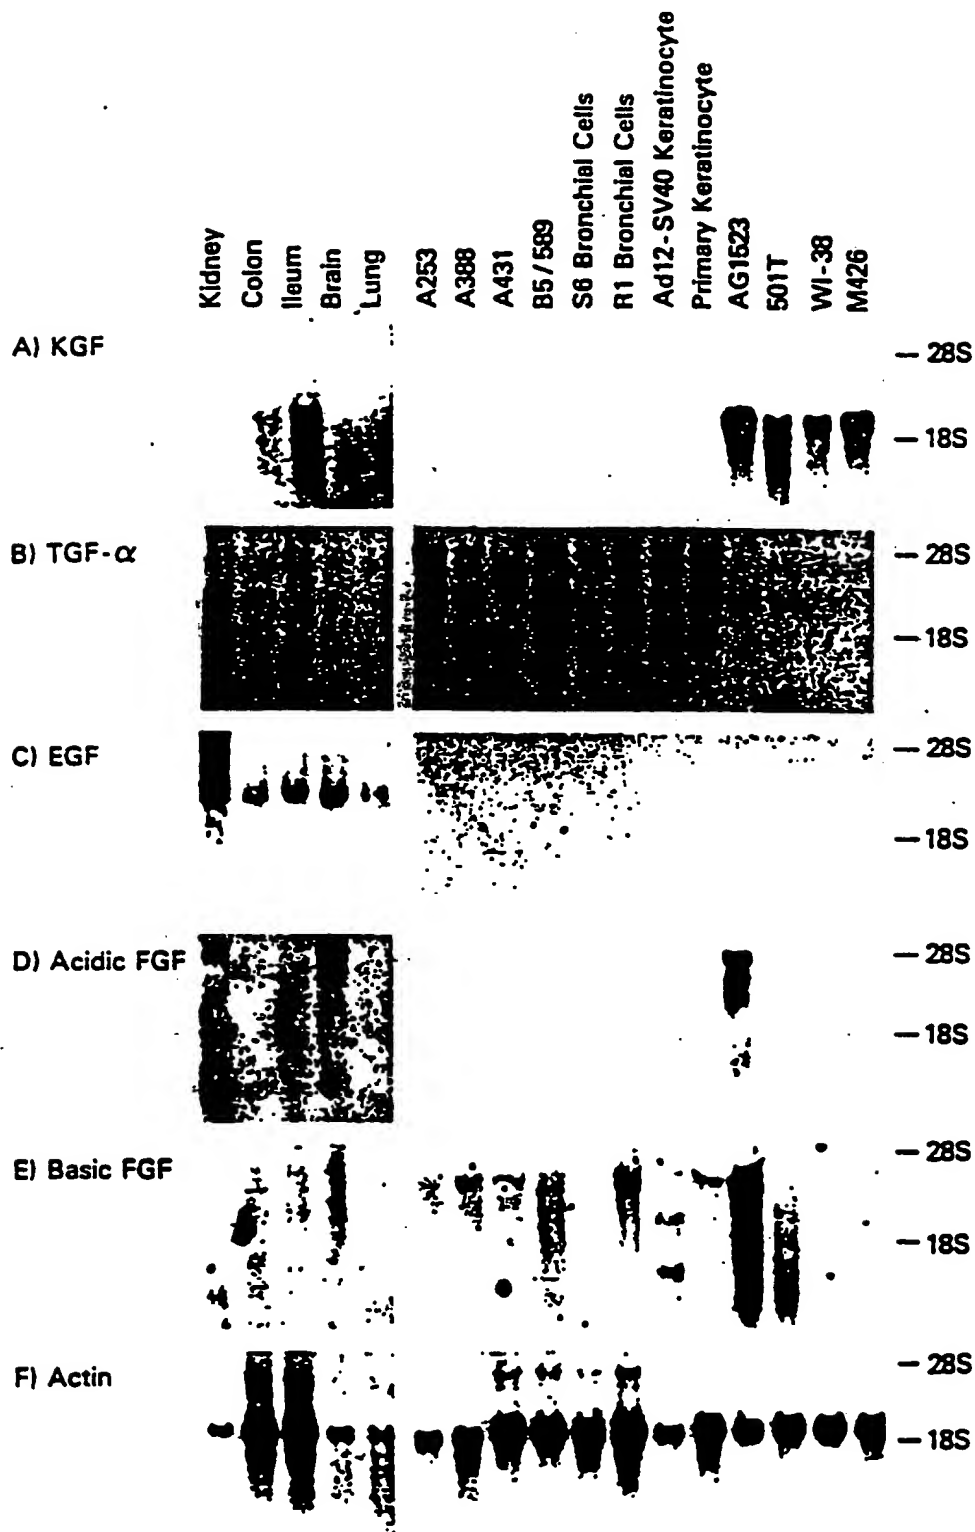 Kidney
Colon
Ileum
Brain
Lung
A253
A388
A431
B5/589
S6 Bronchial Cells
R1 Bronchial Cells
Ad12-SV40 Keratinocyte
Primary Keratinocyte
AG1523
501T
WI-38
M426
A) KGF
— 28S
— 18S
B) TGF-α
— 28S
— 18S
C) EGF
— 28S
— 18S
D) Acidic FGF
— 28S
— 18S
E) Basic FGF
— 28S
— 18S
F) Actin
— 28S
— 18S